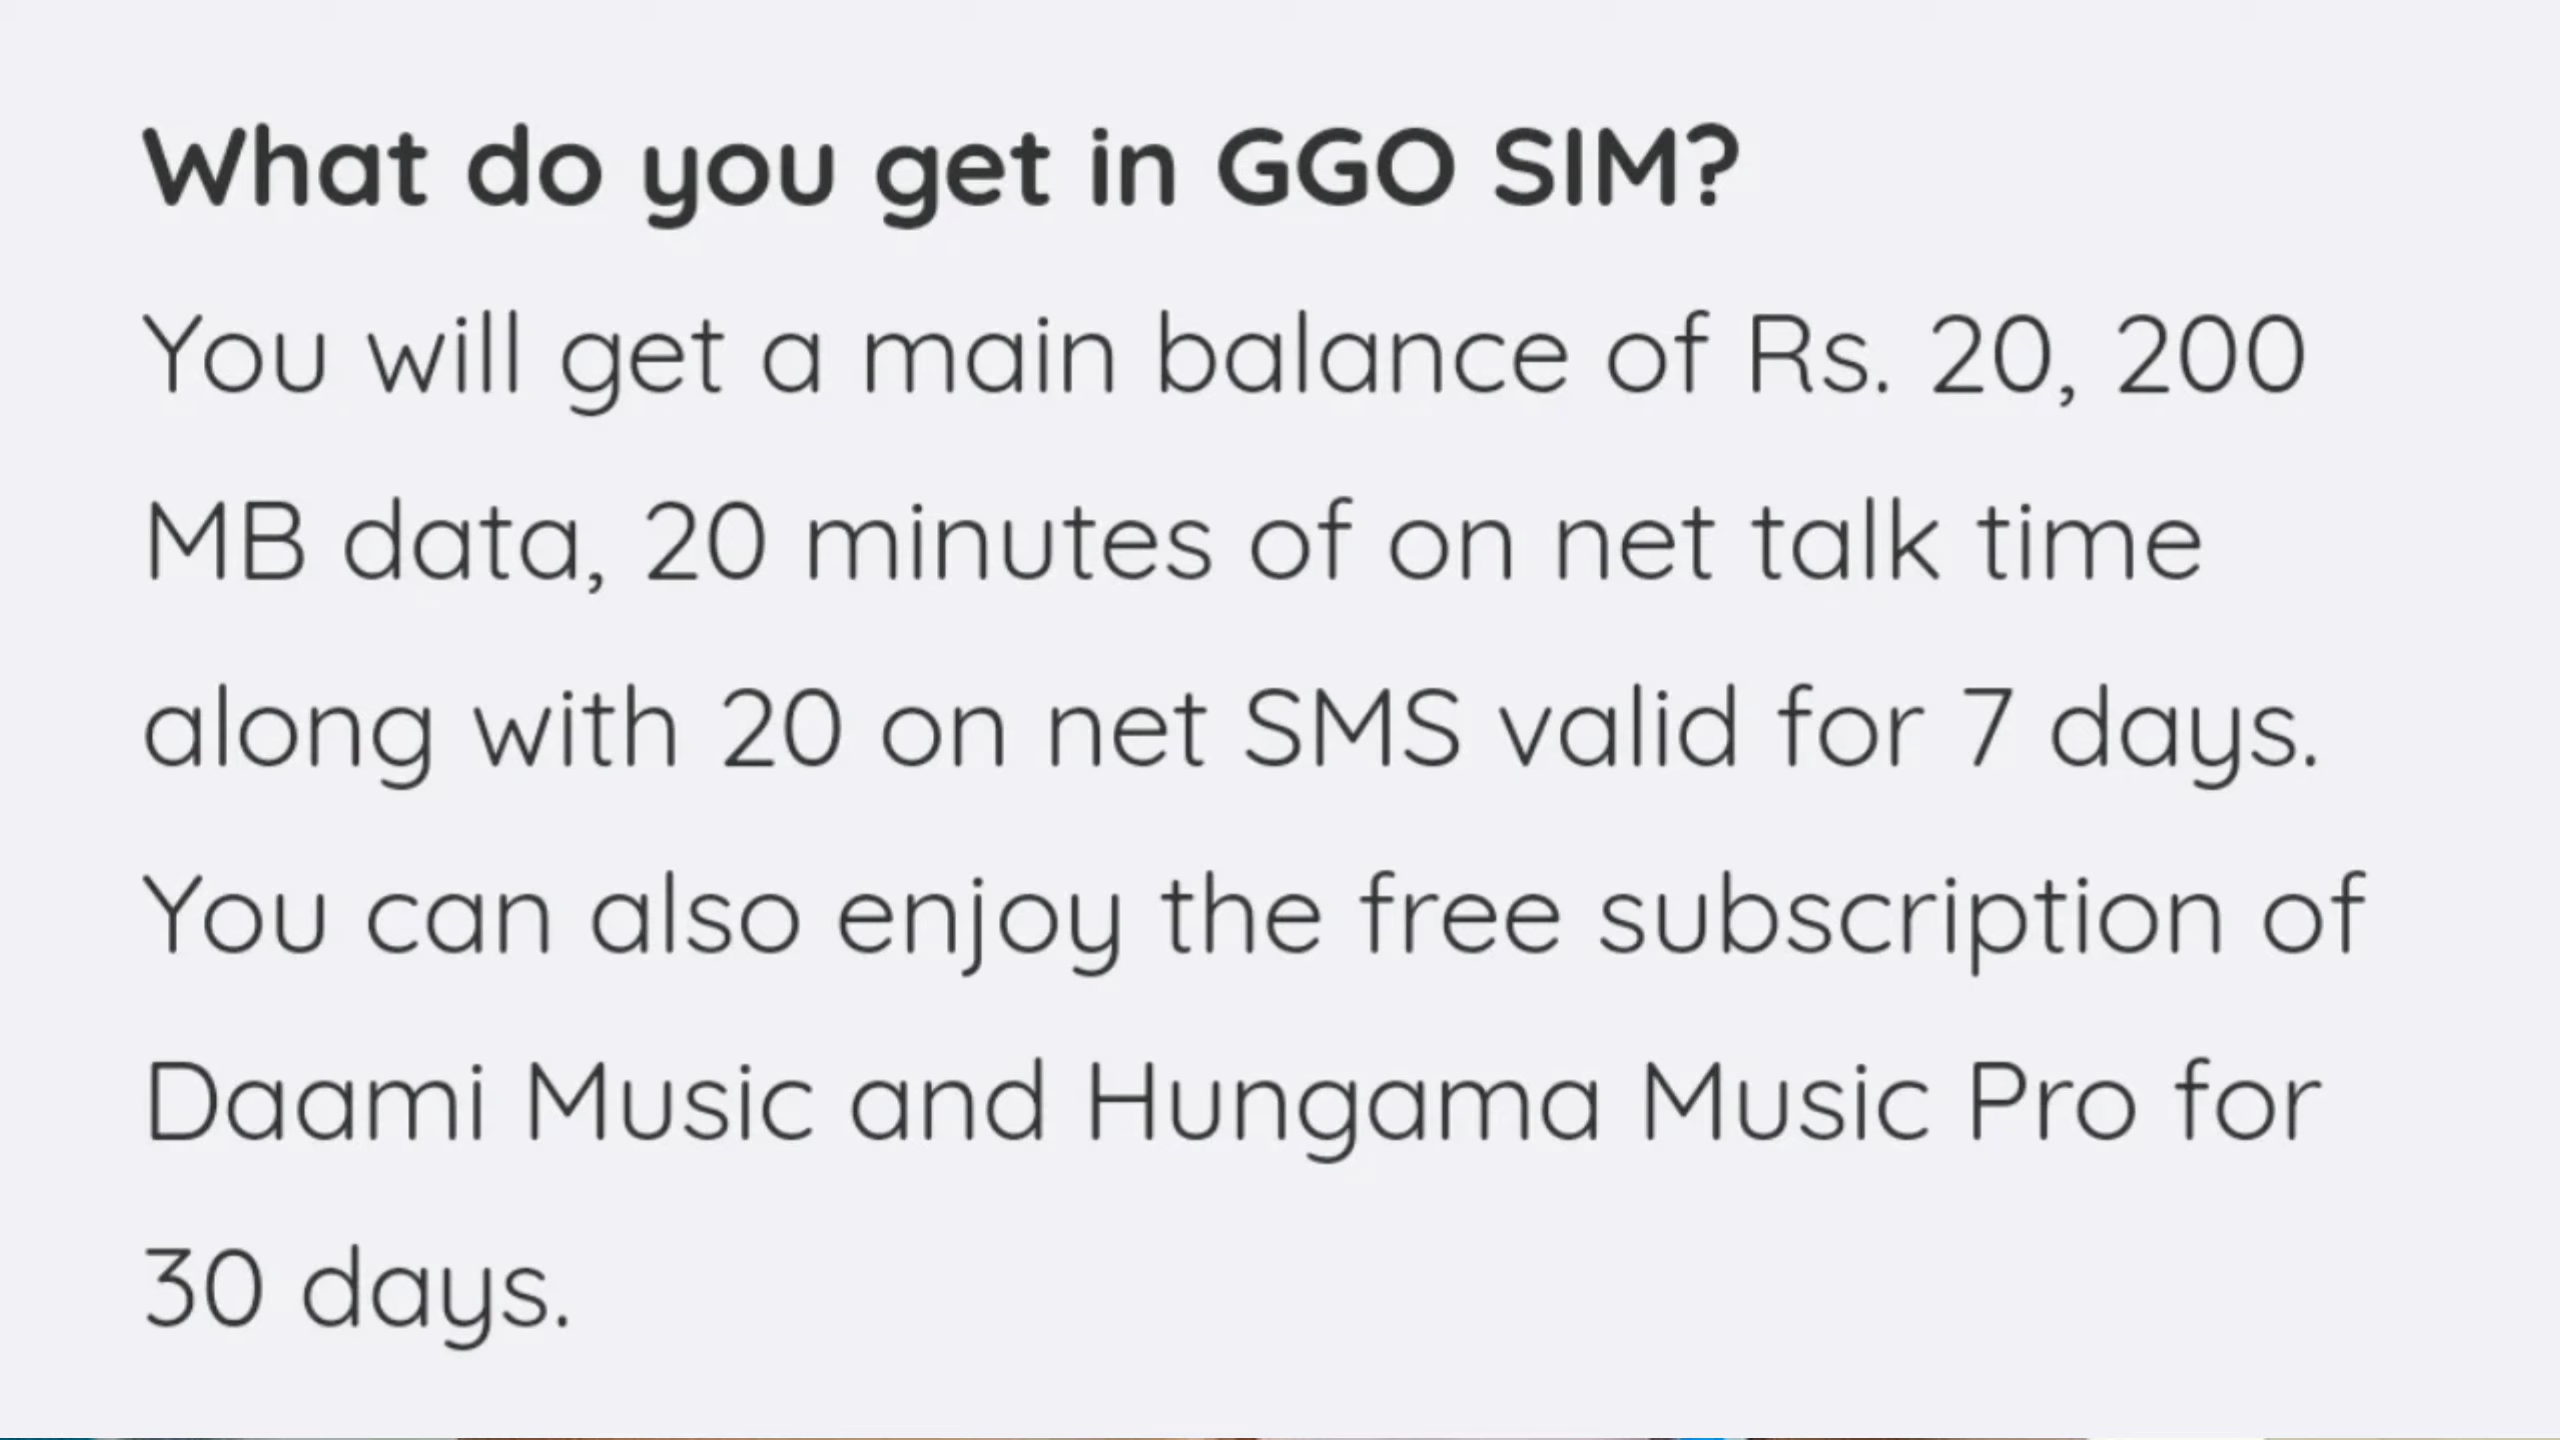 What do you get in GGO SIM?
You will get a main balance of Rs. 20, 200
MB data, 20 minutes of on net talk time
along with 20 on net SMS valid for 7 days.
You can also enjoy the free subscription of
Daami Music and Hungama Music Pro for
30 days.